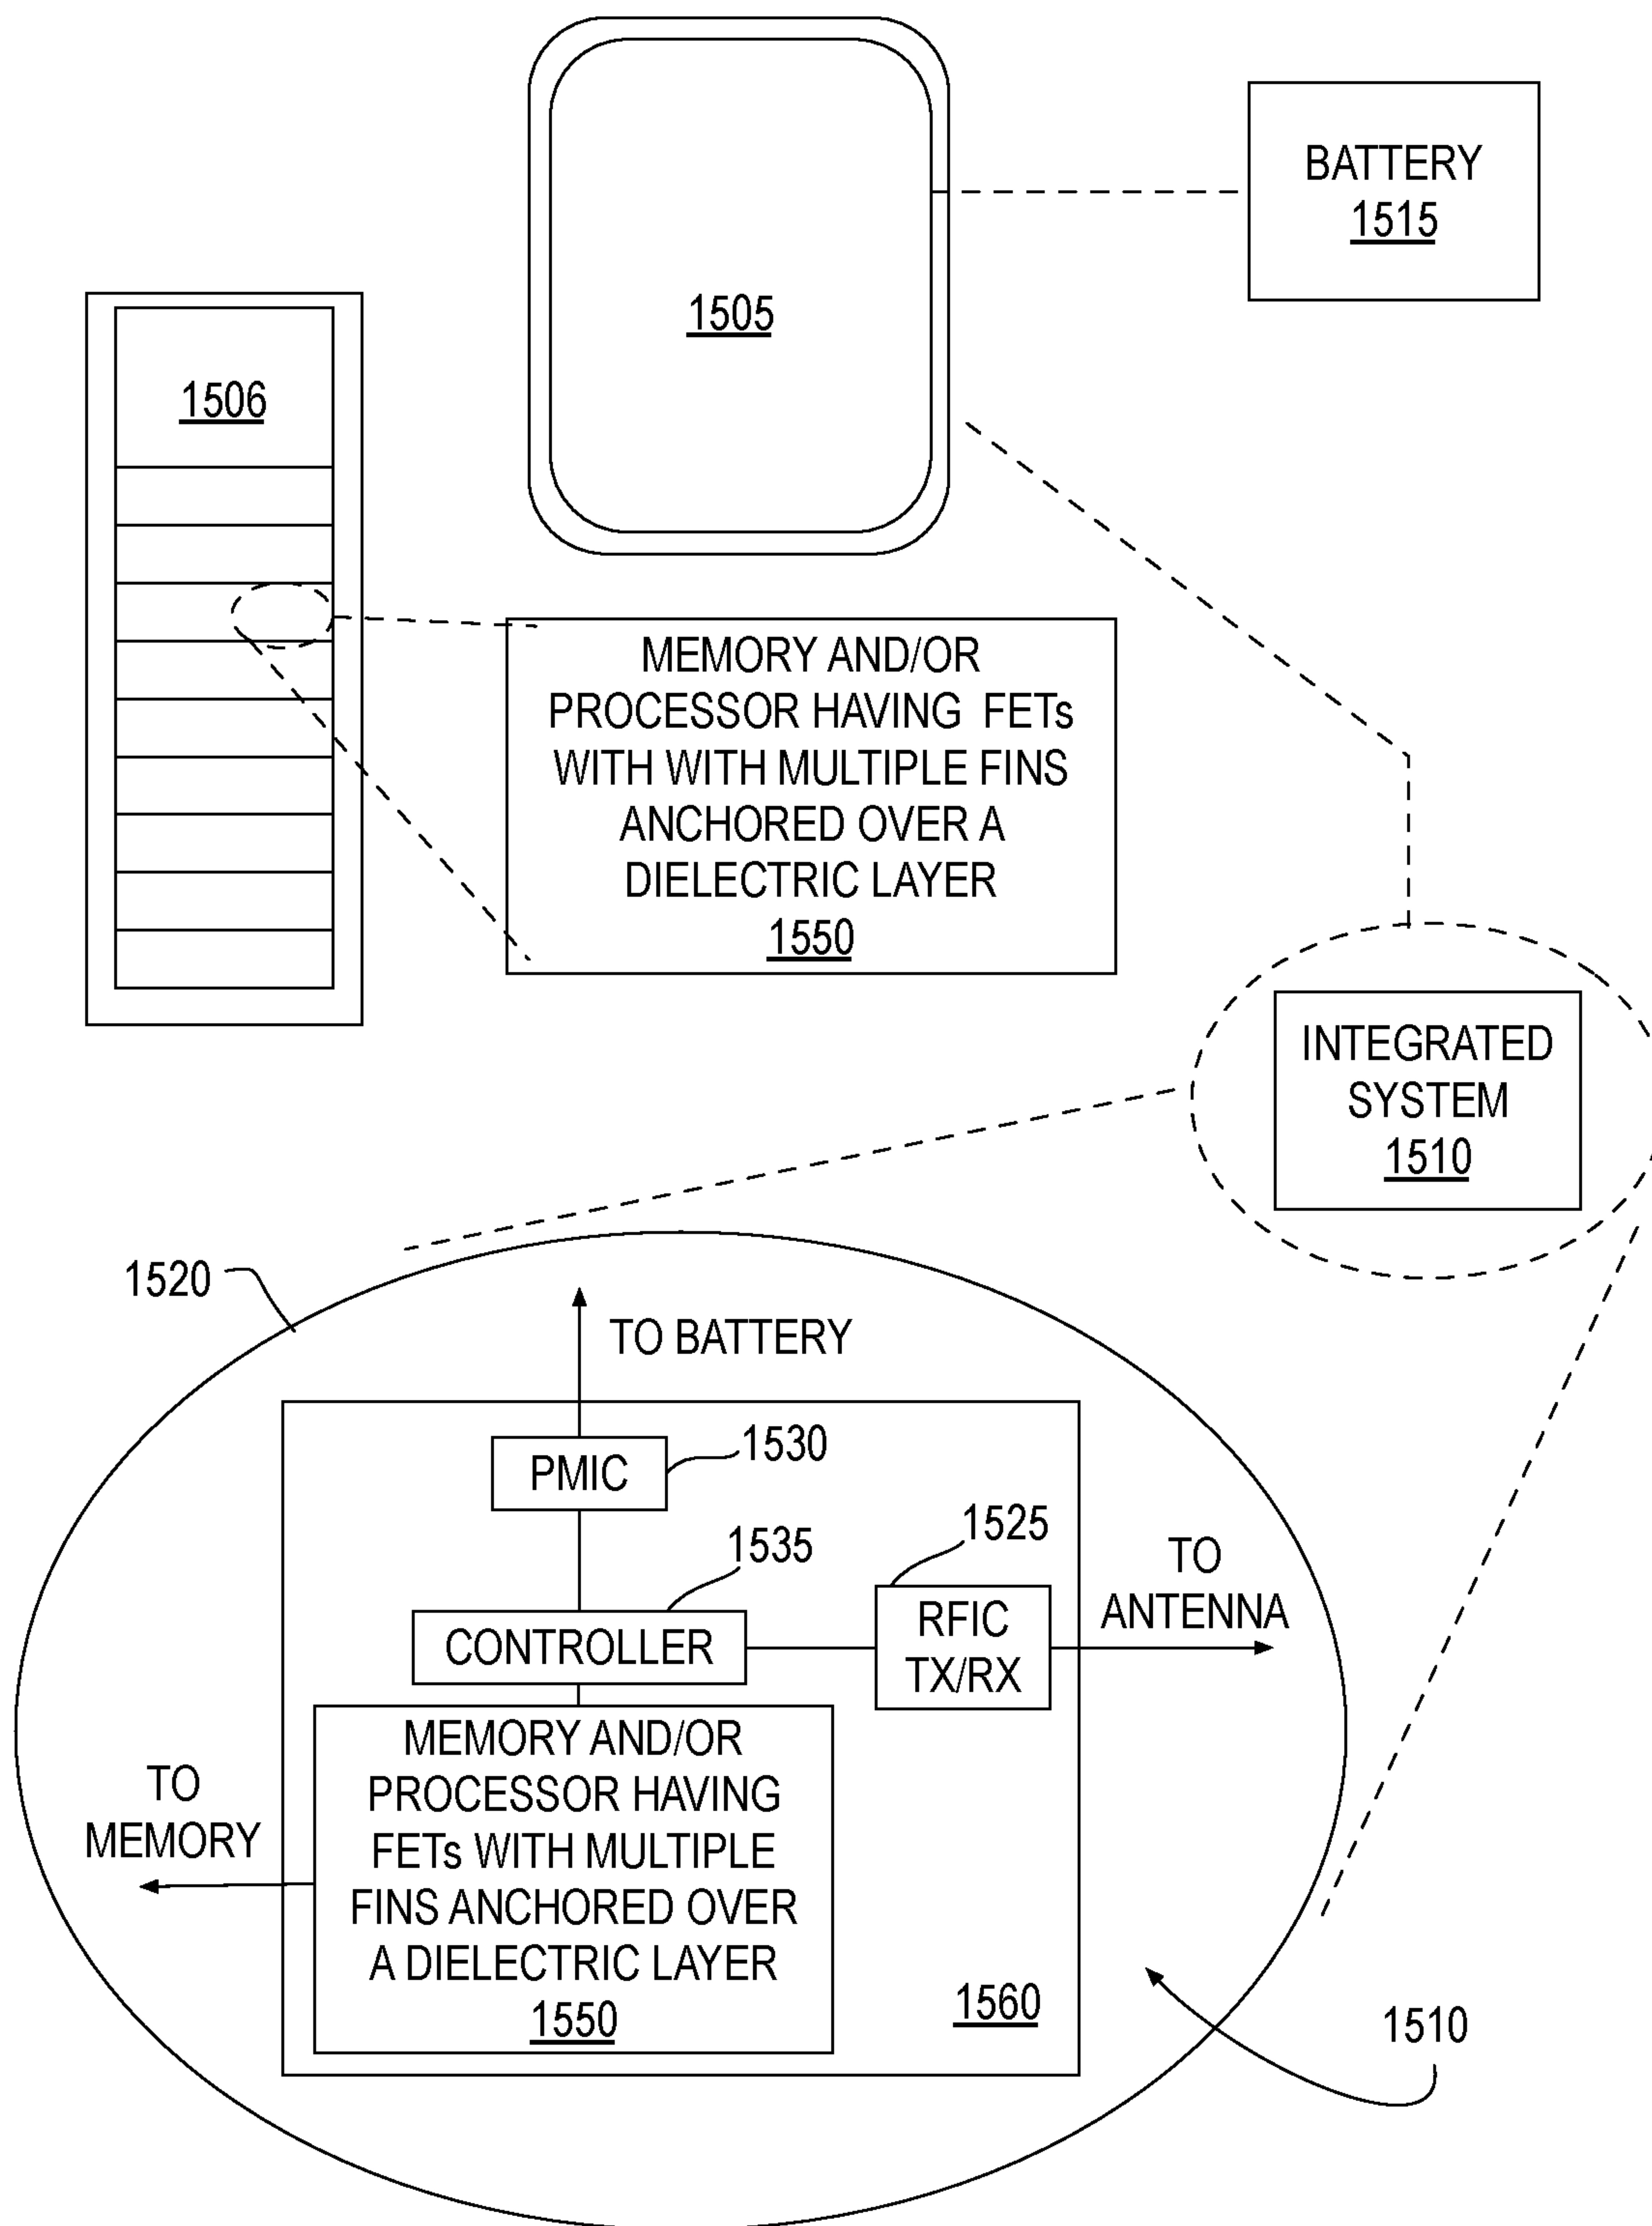 BATTERY
1515
1505
1506
MEMORY AND/OR
PROCESSOR HAVING FETs
WITH WITH MULTIPLE FINS
ANCHORED OVER A
DIELECTRIC LAYER
1550
INTEGRATED
SYSTEM
1510
1520
TO BATTERY
PMIC
1530
1535
1525
CONTROLLER
RFIC
TX/RX
TO
ANTENNA
MEMORY AND/OR
PROCESSOR HAVING
FETs WITH MULTIPLE
FINS ANCHORED OVER
A DIELECTRIC LAYER
1550
TO
MEMORY
1560
1510